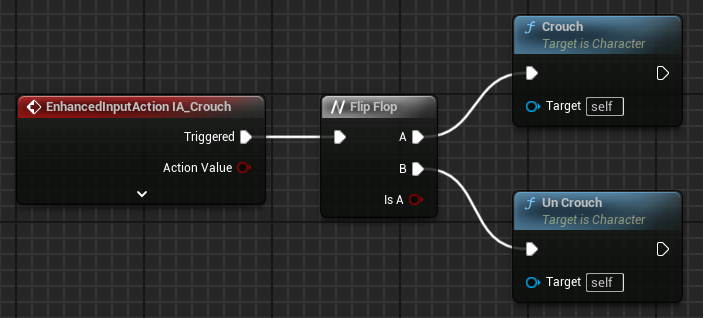 EnhancedInputAction IA_Crouch
Triggered
Action Value
Flip Flop
A
B
Is A
Crouch
Target is Character
Target self
Un Crouch
Target is Character
Target self